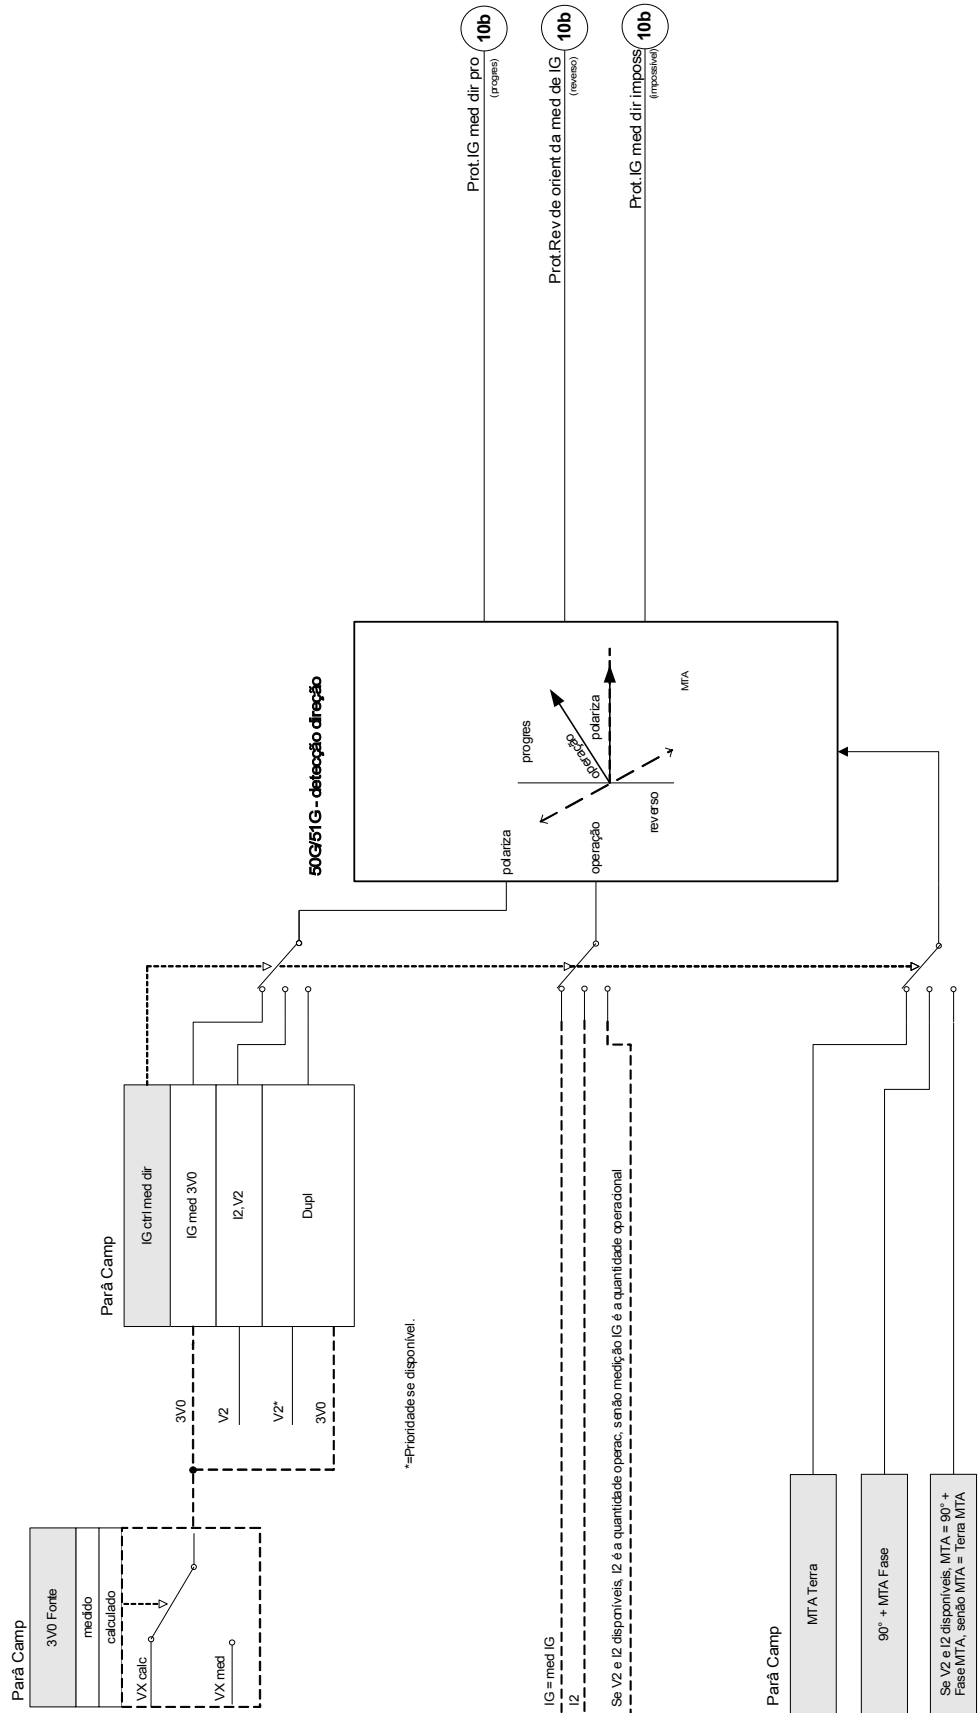 Parâ Camp
3V0 Fonte
medido
calculado
VX calc
VX med
Parâ Camp
IG ctrl med dir
IG med 3V0
I2,V2
Dupl
3V0
V2
V2*
3V0
*=Prioridade se disponível.
IG = med IG
I2
Se V2 e I2 disponíveis, I2 é a quantidade operac, senão medição IG é a quantidade operacional
Parâ Camp
MTA Terra
90° + MTA Fase
Se V2 e I2 disponíveis, MTA = 90° +
Fase MTA, senão MTA = Terra MTA
50G/51G - detecção direção
polariza
operação
progres
operação
polariza
reverso
MTA
Prot.IG med dir pro
(progres)
10b
Prot.Rev de orient da med de IG
(reverso)
10b
Prot.IG med dir imposs
(impossível)
10b